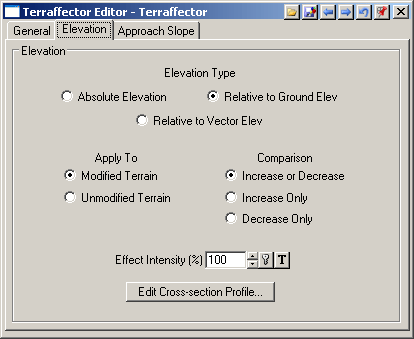 Terraffector Editor - Terraffector
General Elevation Approach Slope
Elevation
Elevation Type
Absolute Elevation Relative to Ground Elev
Relative to Vector Elev
Apply To Comparison
Modified Terrain Increase or Decrease
Unmodified Terrain Increase Only
Decrease Only
Effect Intensity (%) 100 T
Edit Cross-section Profile...